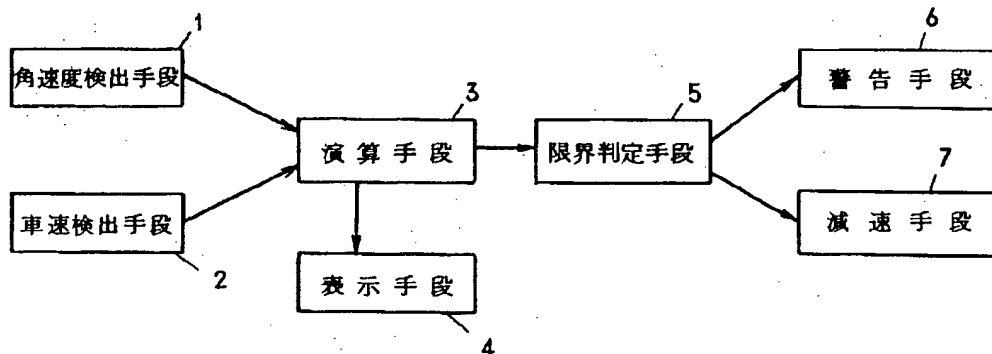 1
角速度検出手段
車速検出手段
2
3
演算手段
表示手段
4
5
限界判定手段
6
警告手段
7
減速手段